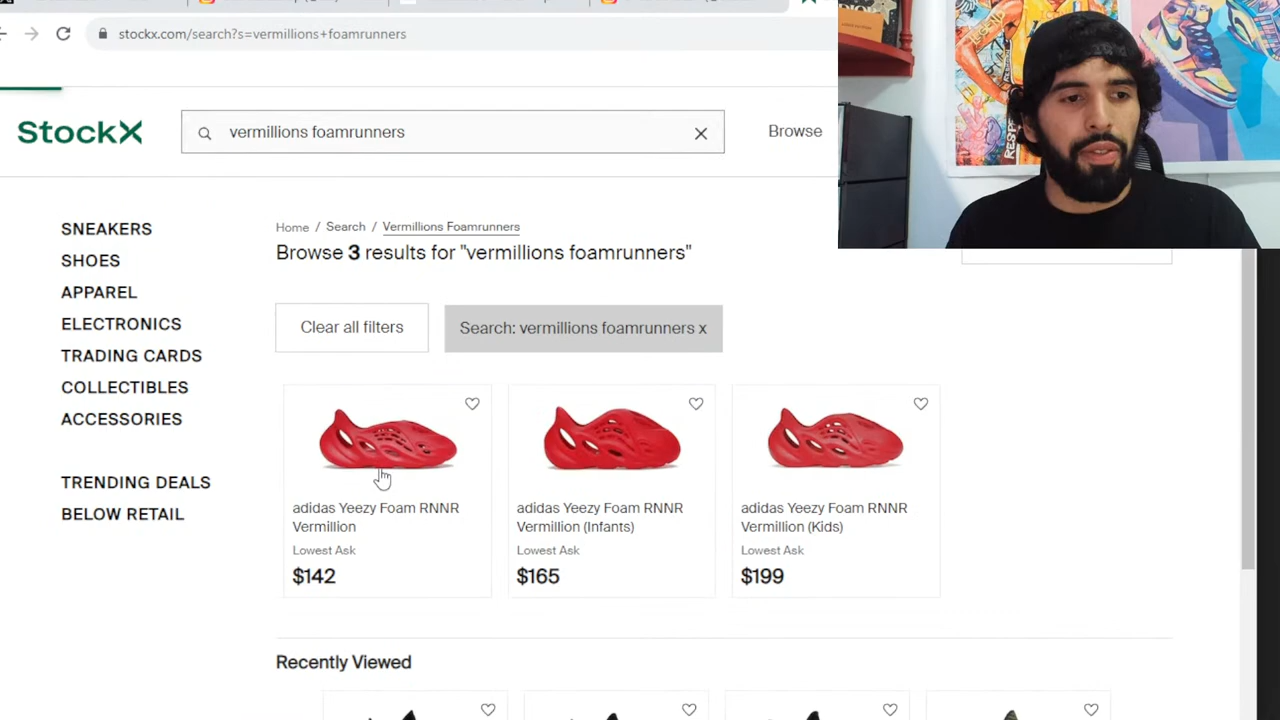 stockx.com/search?s=vermillions+foamrunners
StockX
vermillions foamrunners
Browse
SNEAKERS
SHOES
APPAREL
ELECTRONICS
TRADING CARDS
COLLECTIBLES
ACCESSORIES
TRENDING DEALS
BELOW RETAIL
Home / Search / Vermillions Foamrunners
Browse 3 results for "vermillions foamrunners"
Clear all filters
Search: vermillions foamrunners x
adidas Yeezy Foam RNNR
Vermillion
Lowest Ask
$142
adidas Yeezy Foam RNNR
Vermillion (Infants)
Lowest Ask
$165
adidas Yeezy Foam RNNR
Vermillion (Kids)
Lowest Ask
$199
Recently Viewed